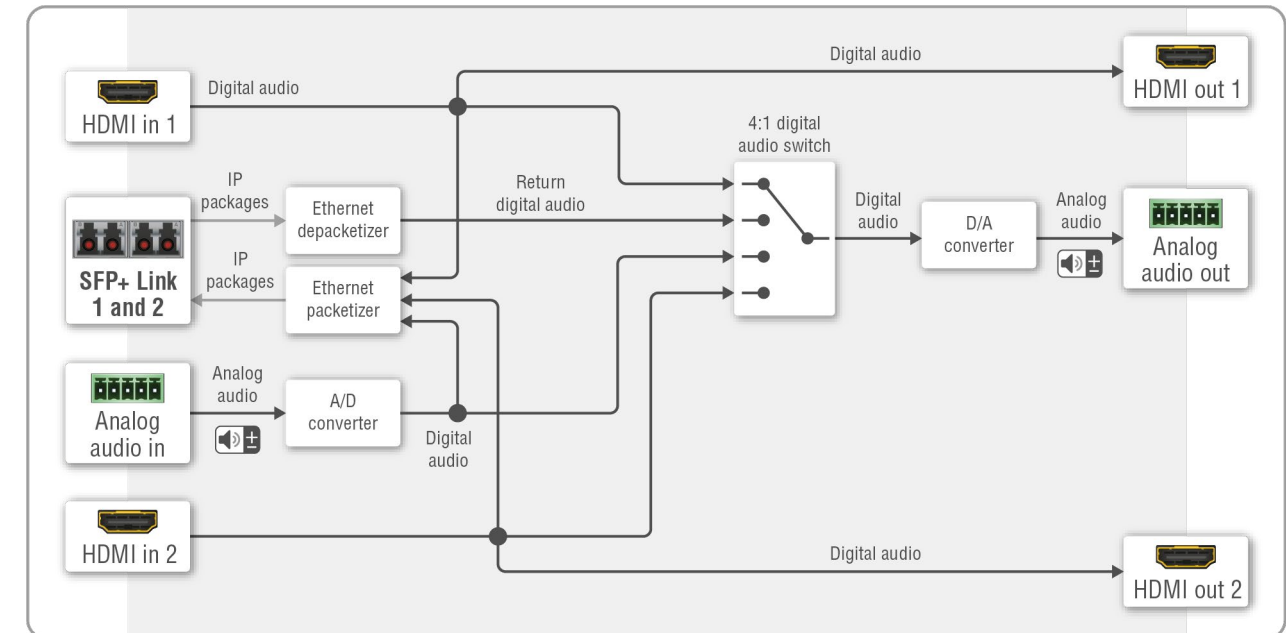 Digital audio
HDMI out 1
Digital audio
HDMI in 1
4:1 digital
audio switch
IP
packages
Ethernet
depacketizer
Return
digital audio
Digital
audio
D/A
converter
Analog
audio
Analog
audio out
SFP+ Link
1 and 2
IP
packages
Ethernet
packetizer
Analog
audio in
Analog
audio
A/D
converter
Digital
audio
HDMI in 2
Digital audio
HDMI out 2